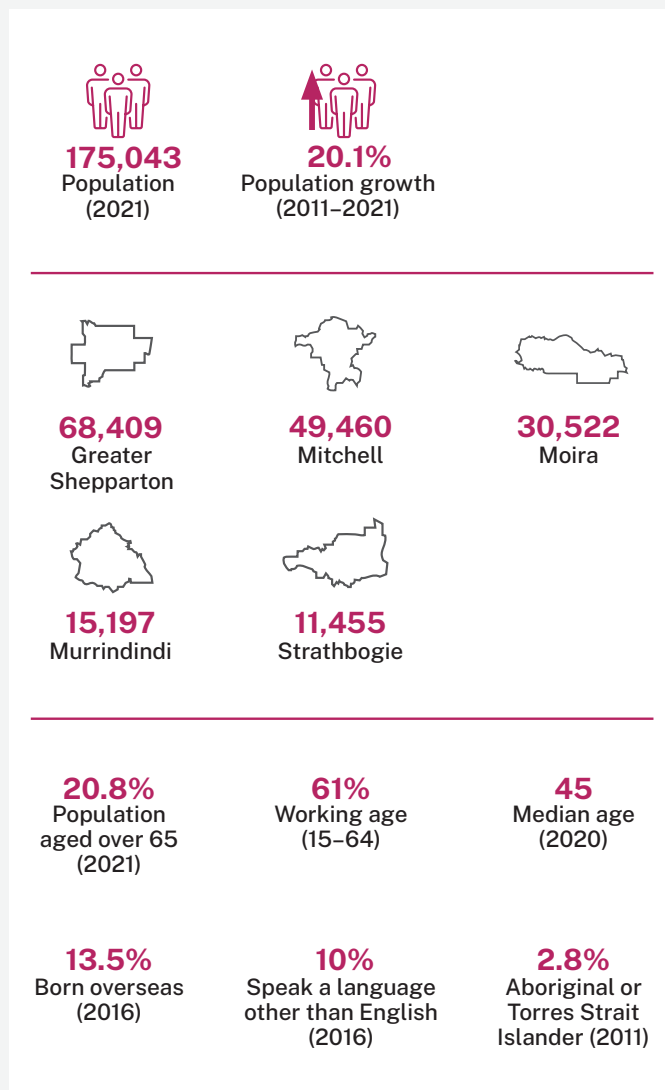 175,043
Population
(2021)
20.1%
Population growth
(2011–2021)
68,409
Greater
Shepparton
49,460
Mitchell
30,522
Moira
15,197
Murrindindi
11,455
Strathbogie
20.8%
Population
aged over 65
(2021)
61%
Working age
(15–64)
45
Median age
(2020)
13.5%
Born overseas
(2016)
10%
Speak a language
other than English
(2016)
2.8%
Aboriginal or
Torres Strait
Islander (2011)